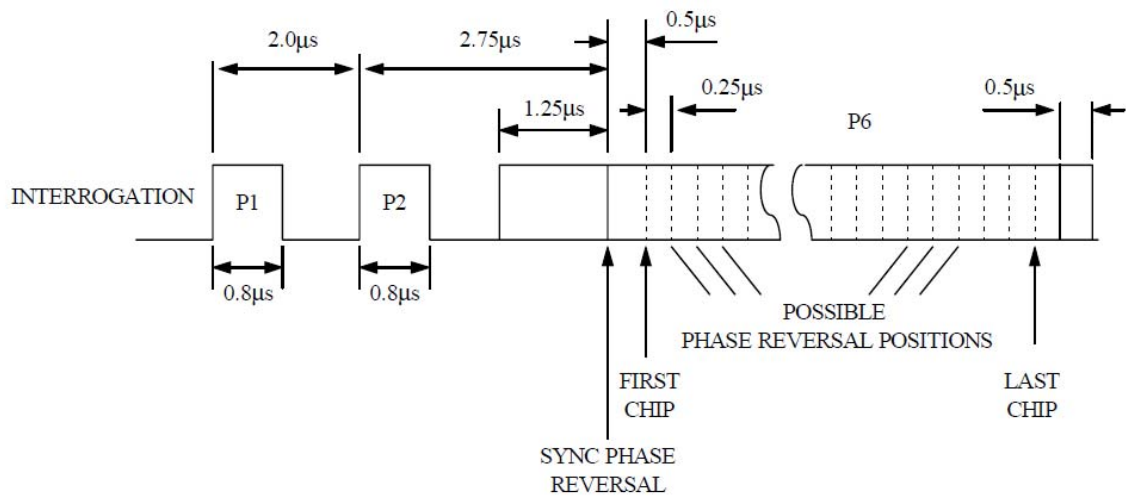 0.5µs
2.0µs
2.75µs
0.25µs
0.5µs
1.25µs
P6
INTERROGATION
P1
P2
0.8µs
0.8µs
POSSIBLE
PHASE REVERSAL POSITIONS
FIRST
CHIP
LAST
CHIP
SYNC PHASE
REVERSAL